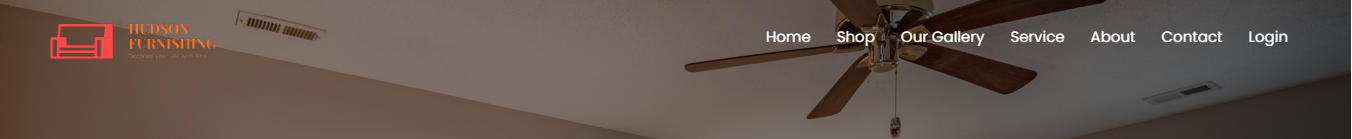 HUDSON
FURNISHING
Home Shop Our Gallery Service About Contact Login